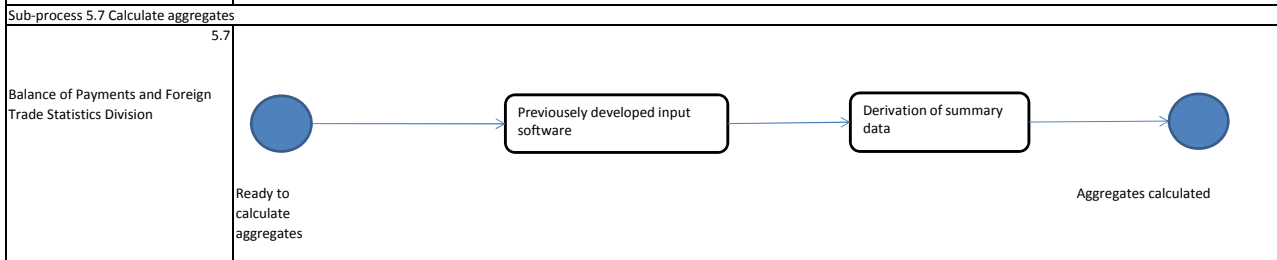 Sub-process 5.7 Calculate aggregates
5.7
Balance of Payments and Foreign
Trade Statistics Division
Previousely developed input
software
Derivation of summary
data
Ready to
calculate
aggregates
Aggregates calculated